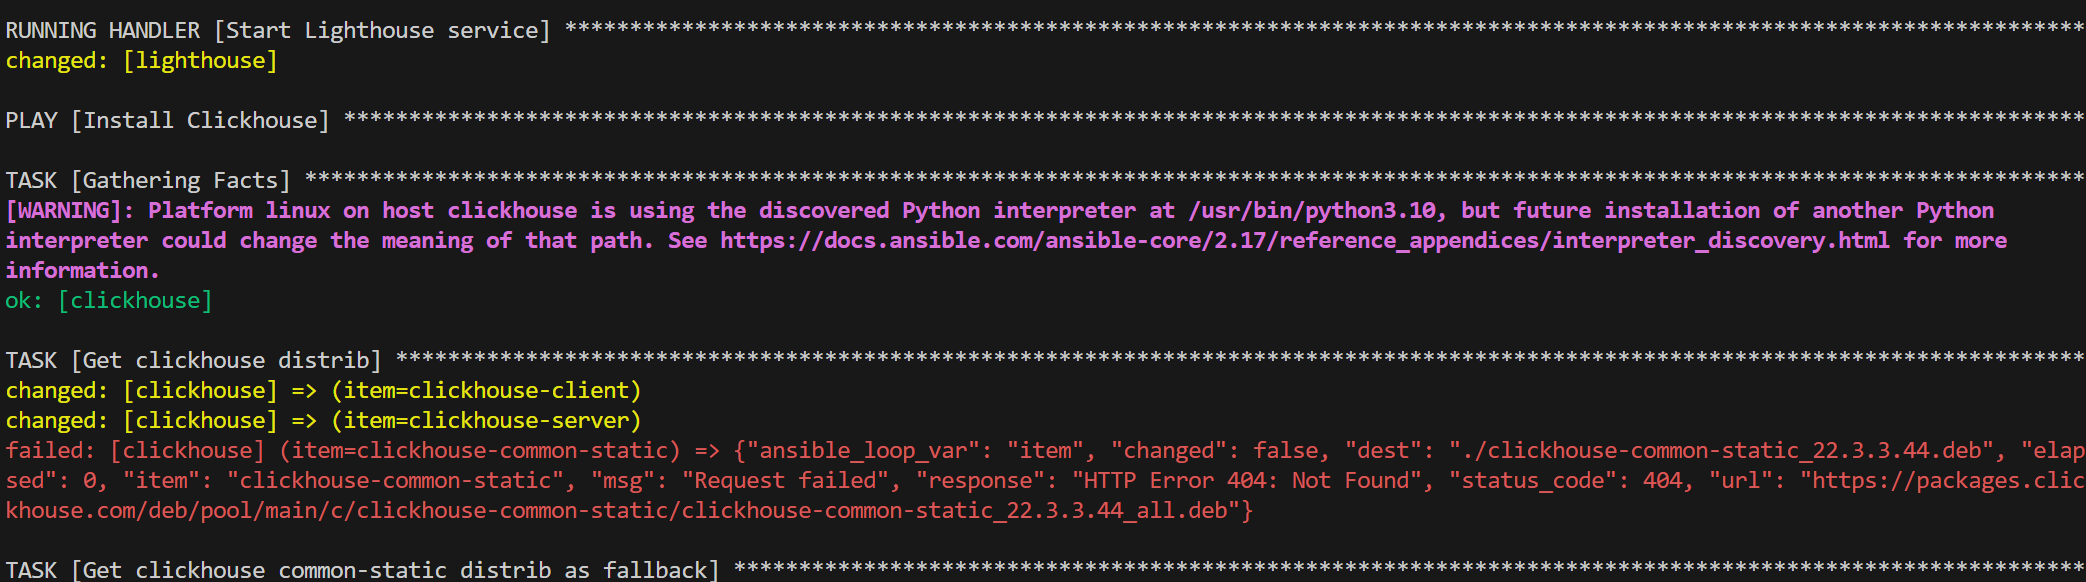 RUNNING HANDLER [Start Lighthouse service] *********************************************************************************************************************
changed: [lighthouse]
PLAY [Install Clickhouse] **************************************************************************************************************************************
TASK [Gathering Facts] *****************************************************************************************************************************************
[WARNING]: Platform linux on host clickhouse is using the discovered Python interpreter at /usr/bin/python3.10, but future installation of another Python
interpreter could change the meaning of that path. See https://docs.ansible.com/ansible-core/2.17/reference_appendices/interpreter_discovery.html for more
information.
ok: [clickhouse]
TASK [Get clickhouse distrib] **********************************************************************************************************************************
changed: [clickhouse] => (item=clickhouse-client)
changed: [clickhouse] => (item=clickhouse-server)
failed: [clickhouse] (item=clickhouse-common-static) => {"ansible_loop_var": "item", "changed": false, "dest": "./clickhouse-common-static_22.3.3.44.deb", "elap
sed": 0, "item": "clickhouse-common-static", "msg": "Request failed", "response": "HTTP Error 404: Not Found", "status_code": 404, "url": "https://packages.clic
khouse.com/deb/pool/main/c/clickhouse-common-static/clickhouse-common-static_22.3.3.44_all.deb"}
TASK [Get clickhouse common-static distrib as fallback] ********************************************************************************************************